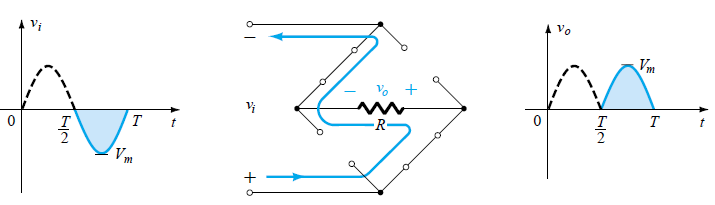 v_i
0
T/2
T
t
V_m
−
v_i
+
− v_o +
R
v_o
V_m
0
T/2
T
t